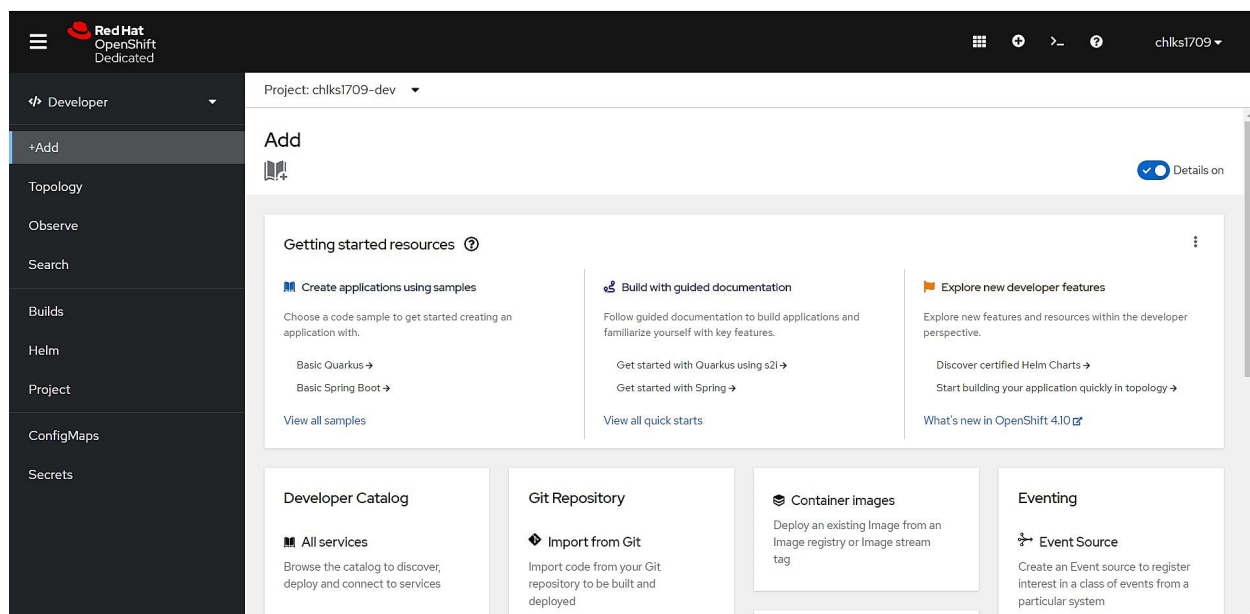 Red Hat
OpenShift
Dedicated
chlks1709
Developer
Project: chlks1709-dev
+Add
Topology
Observe
Search
Builds
Helm
Project
ConfigMaps
Secrets
Add
Details on
Getting started resources
Create applications using samples
Choose a code sample to get started creating an
application with.
Basic Quarkus →
Basic Spring Boot →
View all samples
Build with guided documentation
Follow guided documentation to build applications and
familiarize yourself with key features.
Get started with Quarkus using s2i →
Get started with Spring →
View all quick starts
Explore new developer features
Explore new features and resources within the developer
perspective.
Discover certified Helm Charts →
Start building your application quickly in topology →
What's new in OpenShift 4.10
Developer Catalog
All services
Browse the catalog to discover,
deploy and connect to services
Git Repository
Import from Git
Import code from your Git
repository to be built and
deployed
Container images
Deploy an existing Image from an
Image registry or Image stream
tag
Eventing
Event Source
Create an Event source to register
interest in a class of events from a
particular system